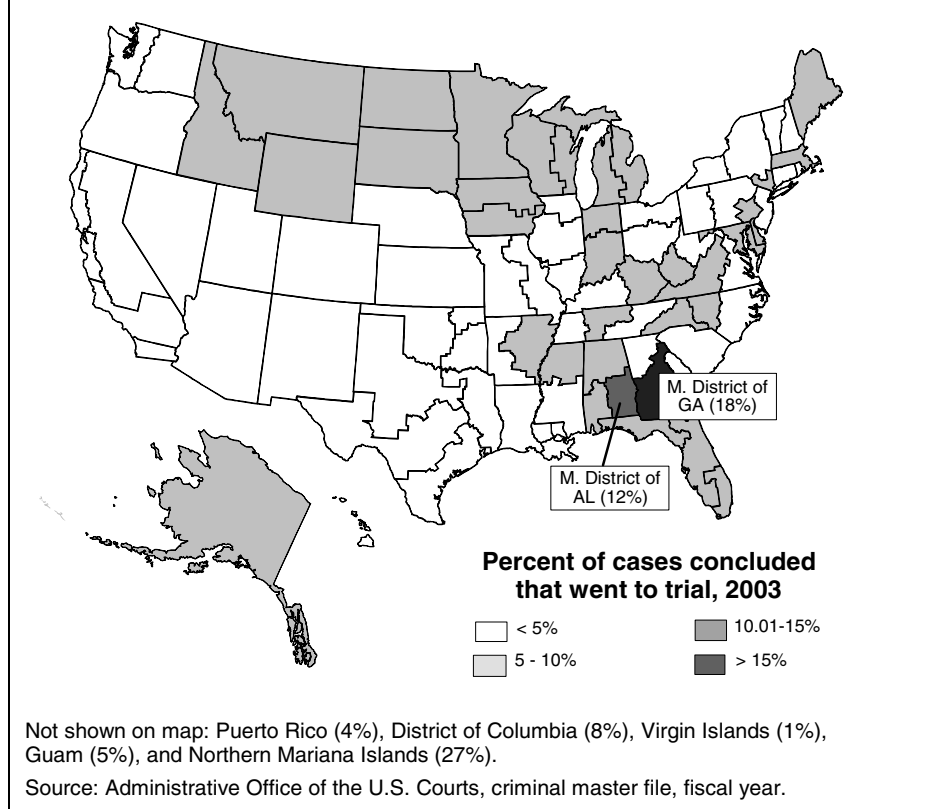 M. District of
GA (18%)
M. District of
AL (12%)
Percent of cases concluded
that went to trial, 2003
< 5%
10.01-15%
5 - 10%
> 15%
Not shown on map: Puerto Rico (4%), District of Columbia (8%), Virgin Islands (1%),
Guam (5%), and Northern Mariana Islands (27%).
Source: Administrative Office of the U.S. Courts, criminal master file, fiscal year.